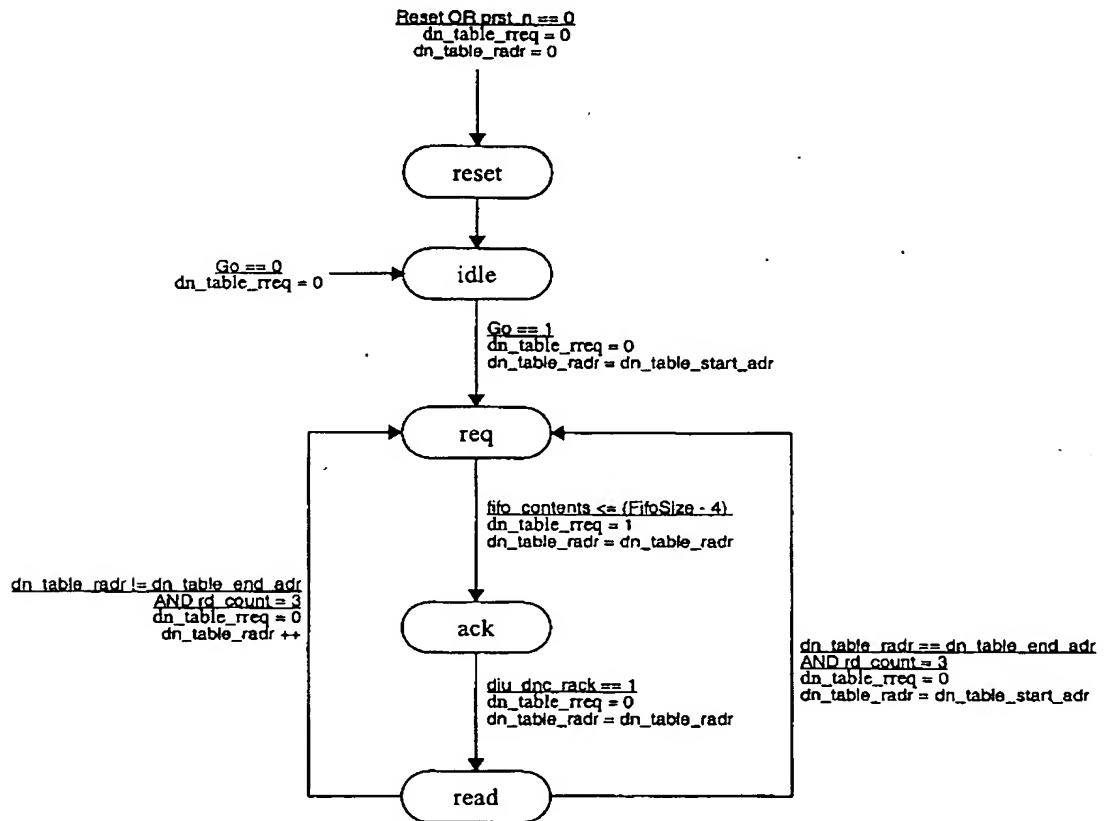 Reset OR prst_n == 0
dn_table_rreq = 0
dn_table_radr = 0
reset
Go == 0
dn_table_rreq = 0
idle
Go == 1
dn_table_rreq = 0
dn_table_radr = dn_table_start_adr
req
fifo_contents <= (FifoSize - 4)
dn_table_rreq = 1
dn_table_radr = dn_table_radr
dn_table_radr != dn_table_end_adr
AND rd_count = 3
dn_table_rreq = 0
dn_table_radr ++
ack
dn_table_radr == dn_table_end_adr
AND rd_count = 3
dn_table_rreq = 0
dn_table_radr = dn_table_start_adr
diu_dnc_rack == 1
dn_table_rreq = 0
dn_table_radr = dn_table_radr
read